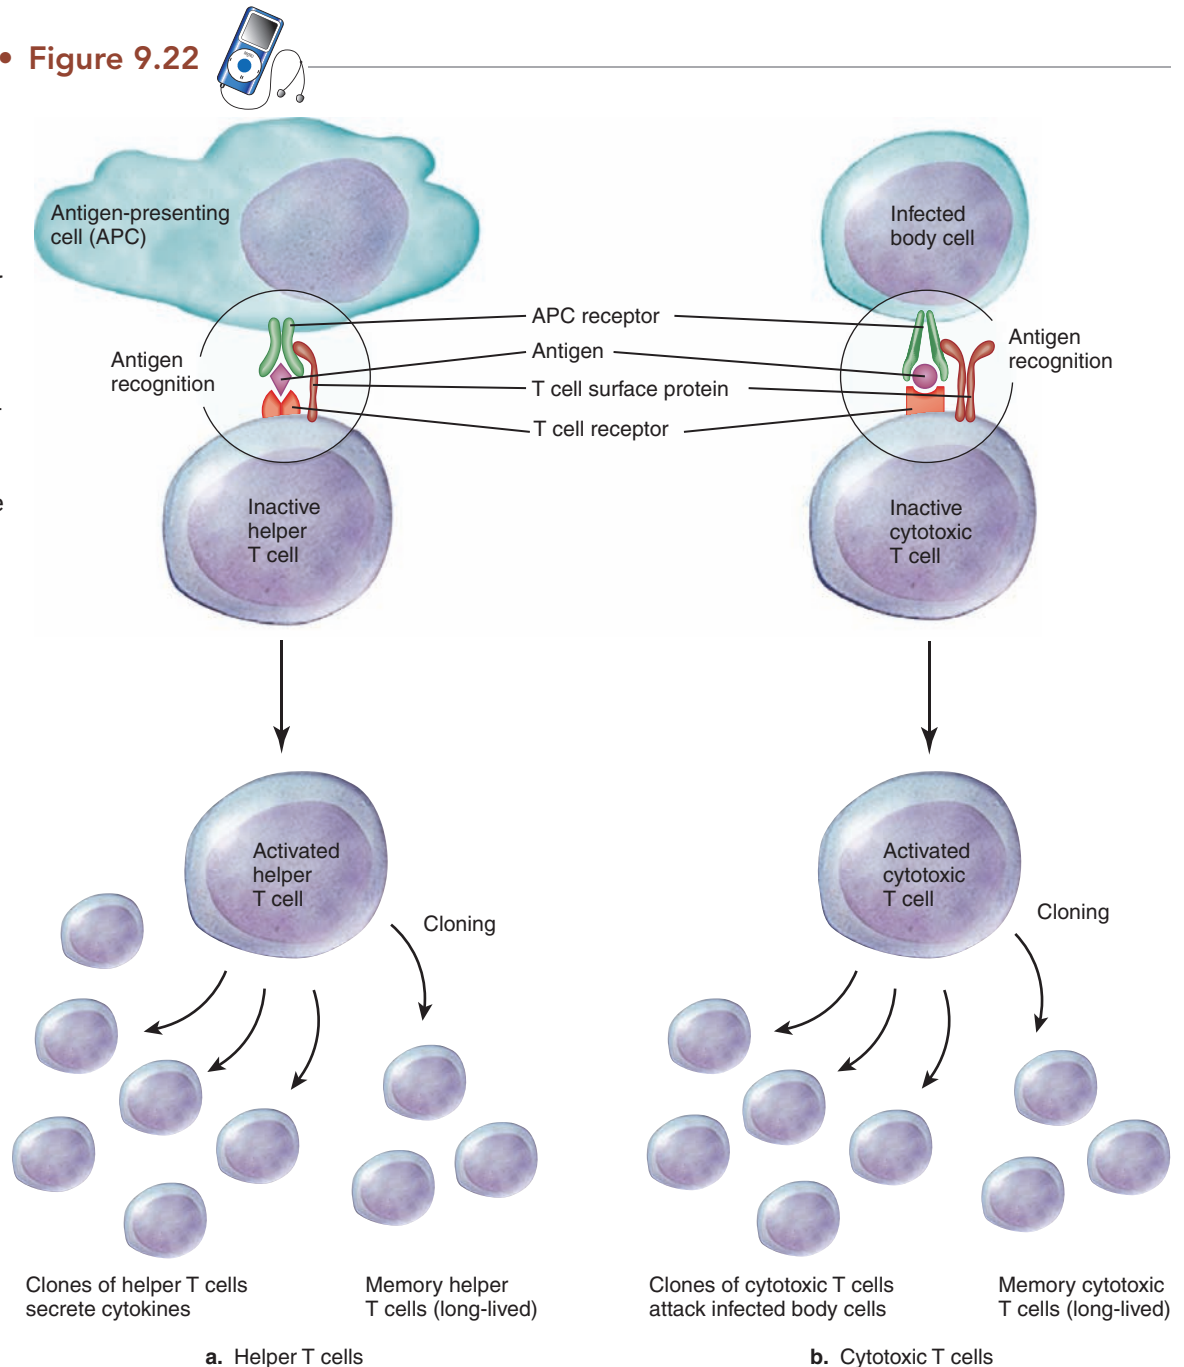 • Figure 9.22
Antigen-presenting
cell (APC)
Infected
body cell
APC receptor
Antigen
T cell surface protein
T cell receptor
Antigen
recognition
Antigen
recognition
Inactive
helper
T cell
Inactive
cytotoxic
T cell
Activated
helper
T cell
Cloning
Activated
cytotoxic
T cell
Cloning
Clones of helper T cells
secrete cytokines
Memory helper
T cells (long-lived)
Clones of cytotoxic T cells
attack infected body cells
Memory cytotoxic
T cells (long-lived)
a. Helper T cells
b. Cytotoxic T cells